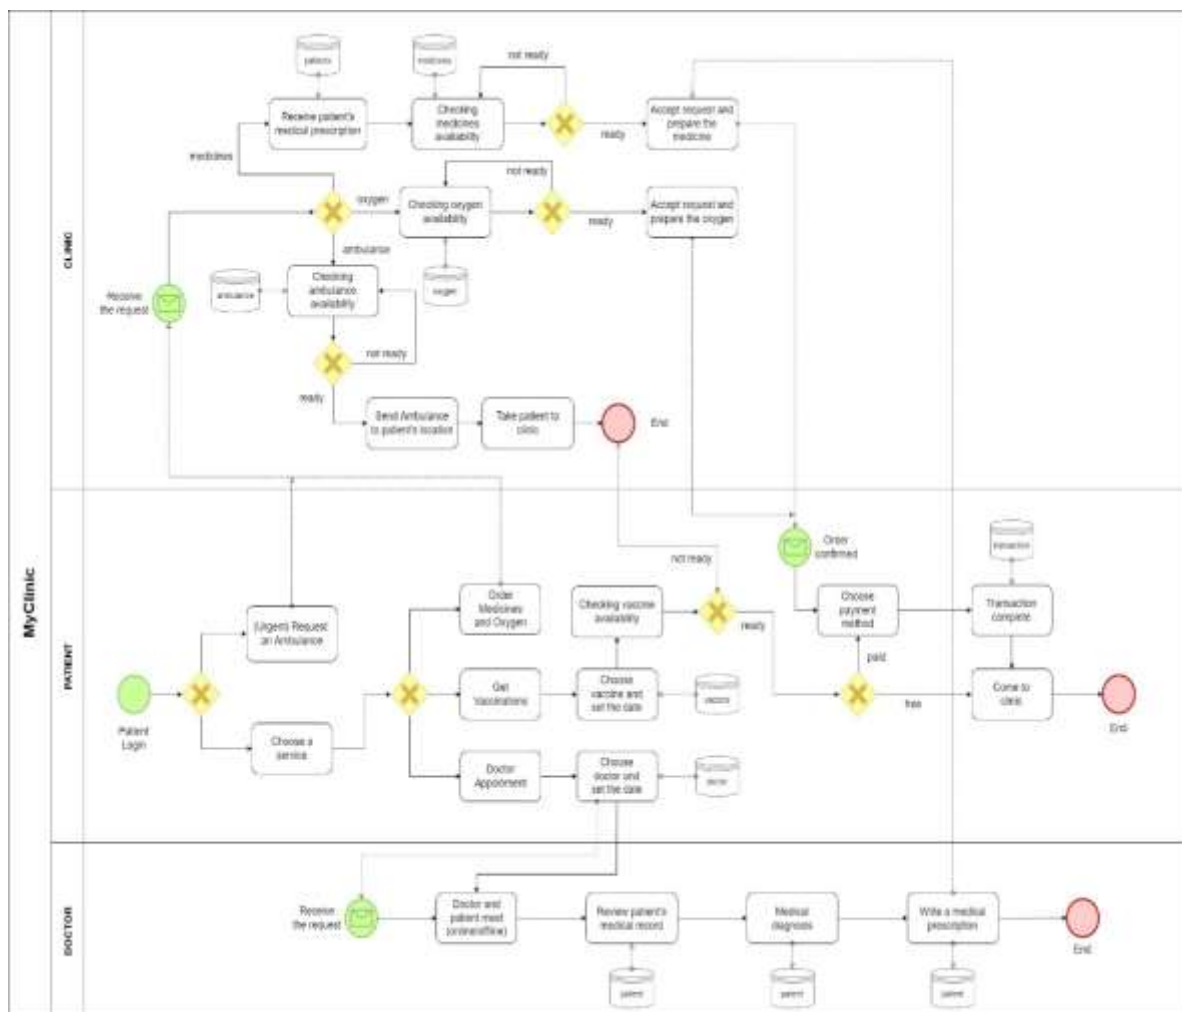 MyClinic
CLINIC
patients
medicines
not ready
Receive patient's
medical prescription
Checking
medicines
availability
ready
Accept request and
prepare the
medicine
medicines
oxygen
Checking oxygen
availability
not ready
ready
Accept request and
prepare the oxygen
ambulance
ambulance
Checking
ambulance
availability
oxygen
Receive
the request
not ready
ready
Send Ambulance
to patient's location
Take patient to
clinic
End
PATIENT
Order
confirmed
transaction
not ready
(Urgent) Request
an Ambulance
Order
Medicines
and Oxygen
Checking vaccine
availability
ready
Choose
payment
method
Transaction
complete
paid
Patient
Login
Choose a
service
Get
Vaccinations
Choose
vaccine and
set the date
vaccine
free
Come to
clinic
End
Doctor
Appoinment
Choose
doctor and
set the date
doctor
DOCTOR
Receive
the request
Doctor and
patient meet
(online/offline)
Review patient's
medical record
Medical
diagnosis
Write a medical
prescription
End
patient
patient
patient